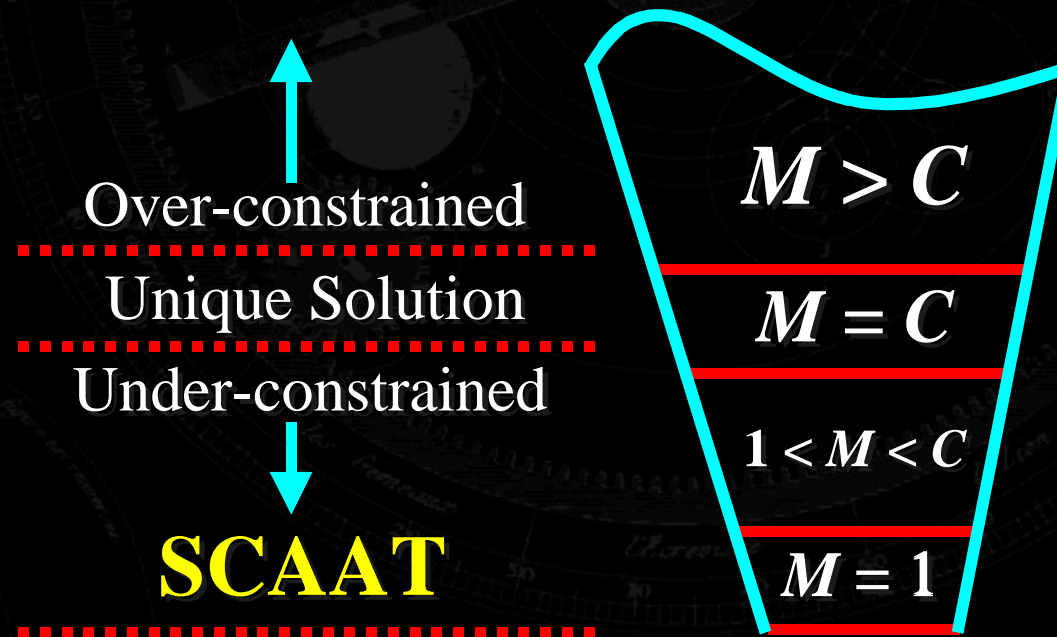 Over-constrained
Unique Solution
Under-constrained
SCAAT
M > C
M = C
1 < M < C
M = 1